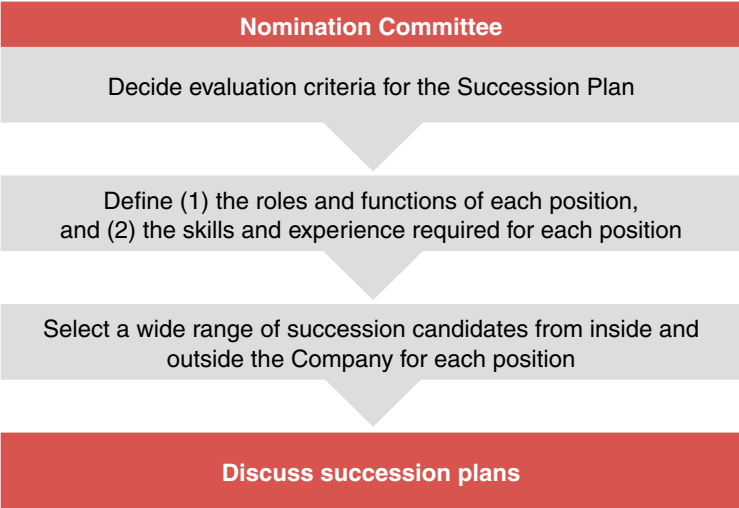 Nomination Committee
Decide evaluation criteria for the Succession Plan
Define (1) the roles and functions of each position,
and (2) the skills and experience required for each position
Select a wide range of succession candidates from inside and
outside the Company for each position
Discuss succession plans